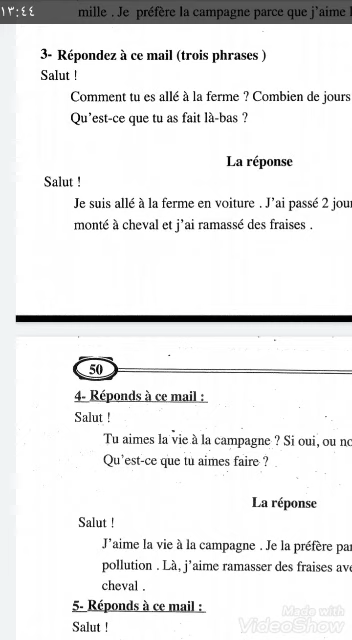 ١٣:٤٤
mille . Je préfère la campagne parce que j'aime
3- Répondez à ce mail (trois phrases )
Salut !
Comment tu es allé à la ferme ? Combien de jours
Qu'est-ce que tu as fait là-bas ?
La réponse
Salut !
Je suis allé à la ferme en voiture . J'ai passé 2 jour
monté à cheval et j'ai ramassé des fraises .
50
4- Réponds à ce mail :
Salut !
Tu aimes la vie à la campagne ? Si oui, ou no
Qu'est-ce que tu aimes faire ?
La réponse
Salut !
J'aime la vie à la campagne . Je la préfère par
pollution . Là, j'aime ramasser des fraises ave
cheval .
5- Réponds à ce mail :
Salut !
Made with
VideoShow